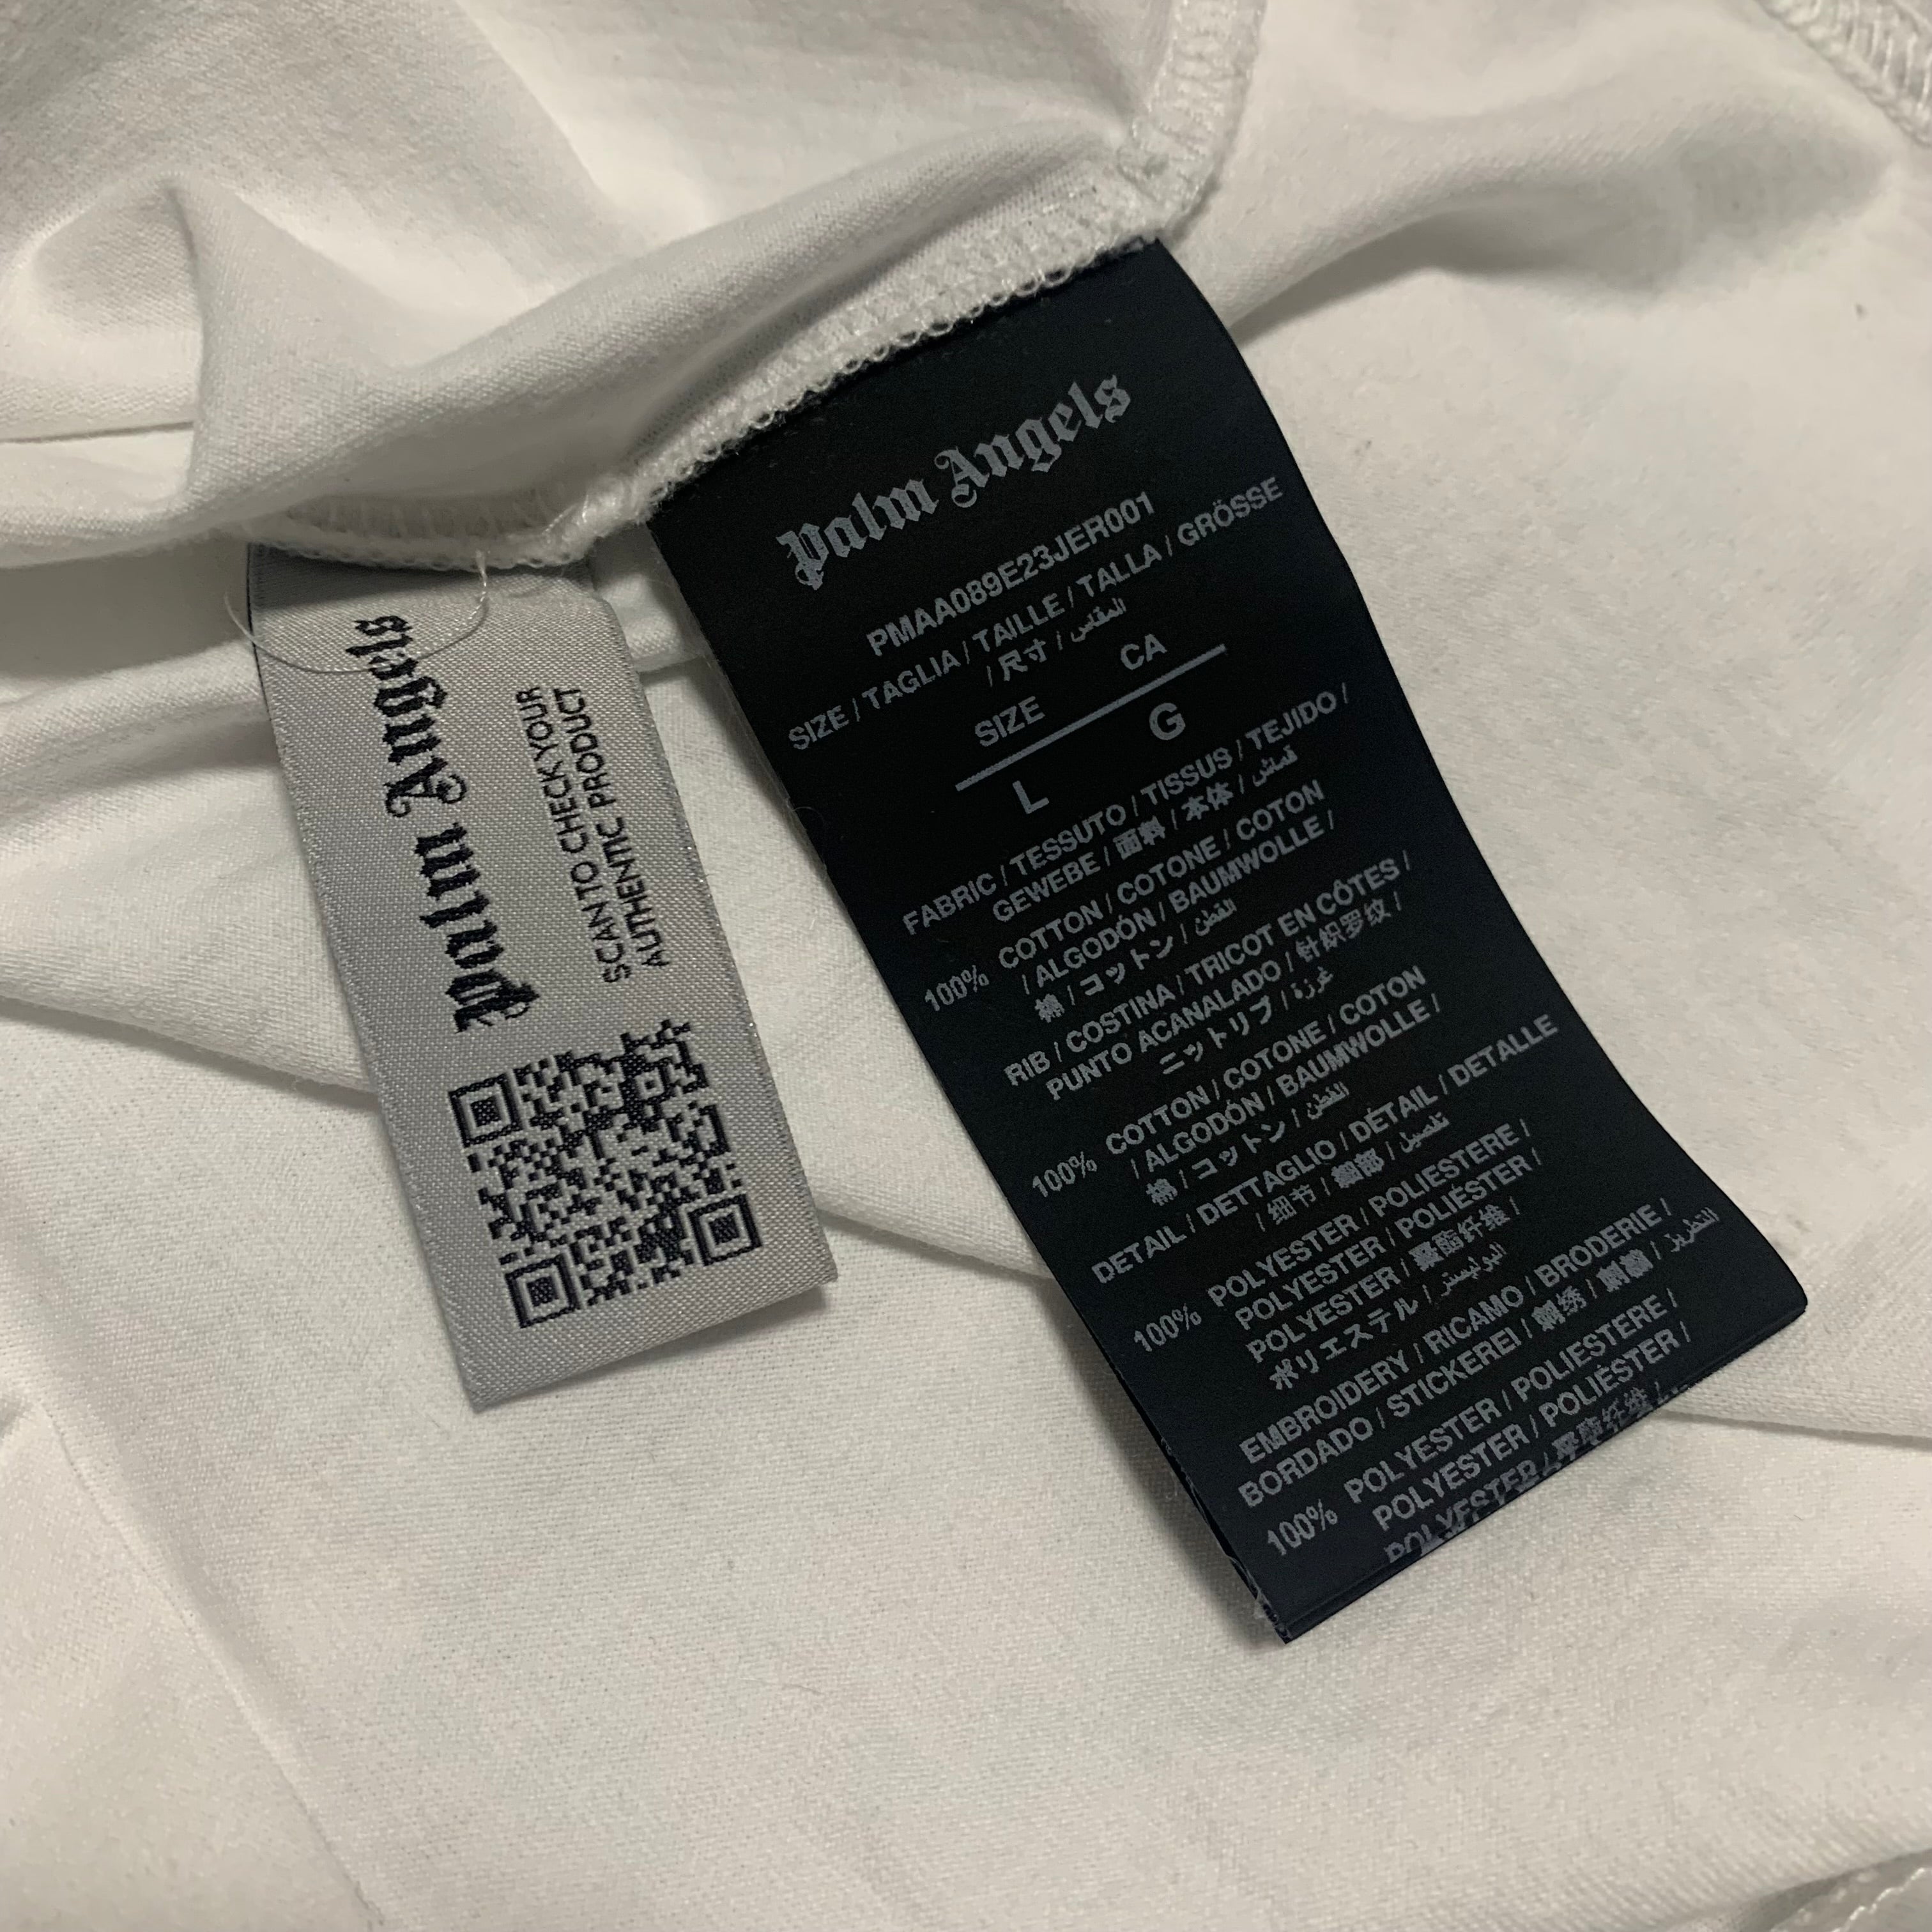 Palm Angels
SCAN TO CHECK YOUR
AUTHENTIC PRODUCT
Palm Angels
PMAA089E23JER001
SIZE / TAGLIA / TAILLE / TALLA / GRÖSSE
/ 尺寸 / المقاس
SIZE CA
L G
FABRIC / TESSUTO / TISSUS / TEJIDO /
GEWEBE / 面料 / 本体 / قماش
100% COTTON / COTONE / COTON
/ ALGODÓN / BAUMWOLLE /
棉 / コットン / القطن
RIB / COSTINA / TRICOT EN CÔTES /
PUNTO ACANALADO / 针织罗纹 /
ニットリブ / غرزة
100% COTTON / COTONE / COTON
/ ALGODÓN / BAUMWOLLE /
棉 / コットン / القطن
DETAIL / DETTAGLIO / DÉTAIL / DETALLE
/ 细节 / 細部 / تفصيل
100% POLYESTER / POLIESTERE /
POLYESTER / POLIÉSTER /
POLYESTER / 聚酯纤维 /
ポリエステル / البوليستر
EMBROIDERY / RICAMO / BRODERIE /
BORDADO / STICKEREI / 刺绣 / 刺繍 / التطريز
100% POLYESTER / POLIESTERE /
POLYESTER / POLIÉSTER /
POLYESTER / 聚酯纤维 /